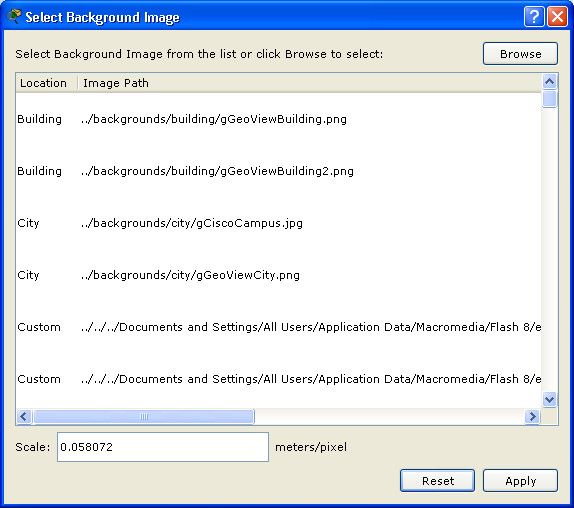 Select Background Image
Select Background Image from the list or click Browse to select:
Browse
Location Image Path
Building ../backgrounds/building/gGeoViewBuilding.png
Building ../backgrounds/building/gGeoViewBuilding2.png
City ../backgrounds/city/gCiscoCampus.jpg
City ../backgrounds/city/gGeoViewCity.png
Custom ../../../Documents and Settings/All Users/Application Data/Macromedia/Flash 8/e
Custom ../../../Documents and Settings/All Users/Application Data/Macromedia/Flash 8/e
Scale: 0.058072 meters/pixel
Reset Apply